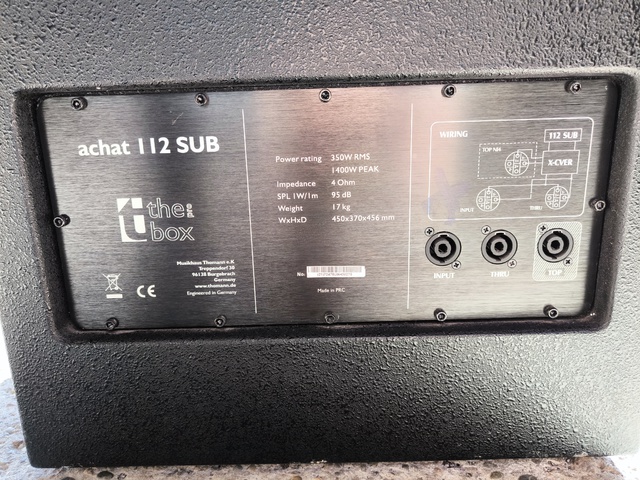 achat 112 SUB
the
box
pro
Musikhaus Thomann e.K
Treppendorf 30
96138 Burgebrach
Germany
www.thomann.de
Engineered in Germany
CE
Power rating 350W RMS
1400W PEAK
Impedance 4 Ohm
SPL 1W/1m 95 dB
Weight 17 kg
WxHxD 450x370x456 mm
No.
Made in PRC
WIRING
112 SUB
X-OVER
INPUT
THRU
INPUT
THRU
TOP